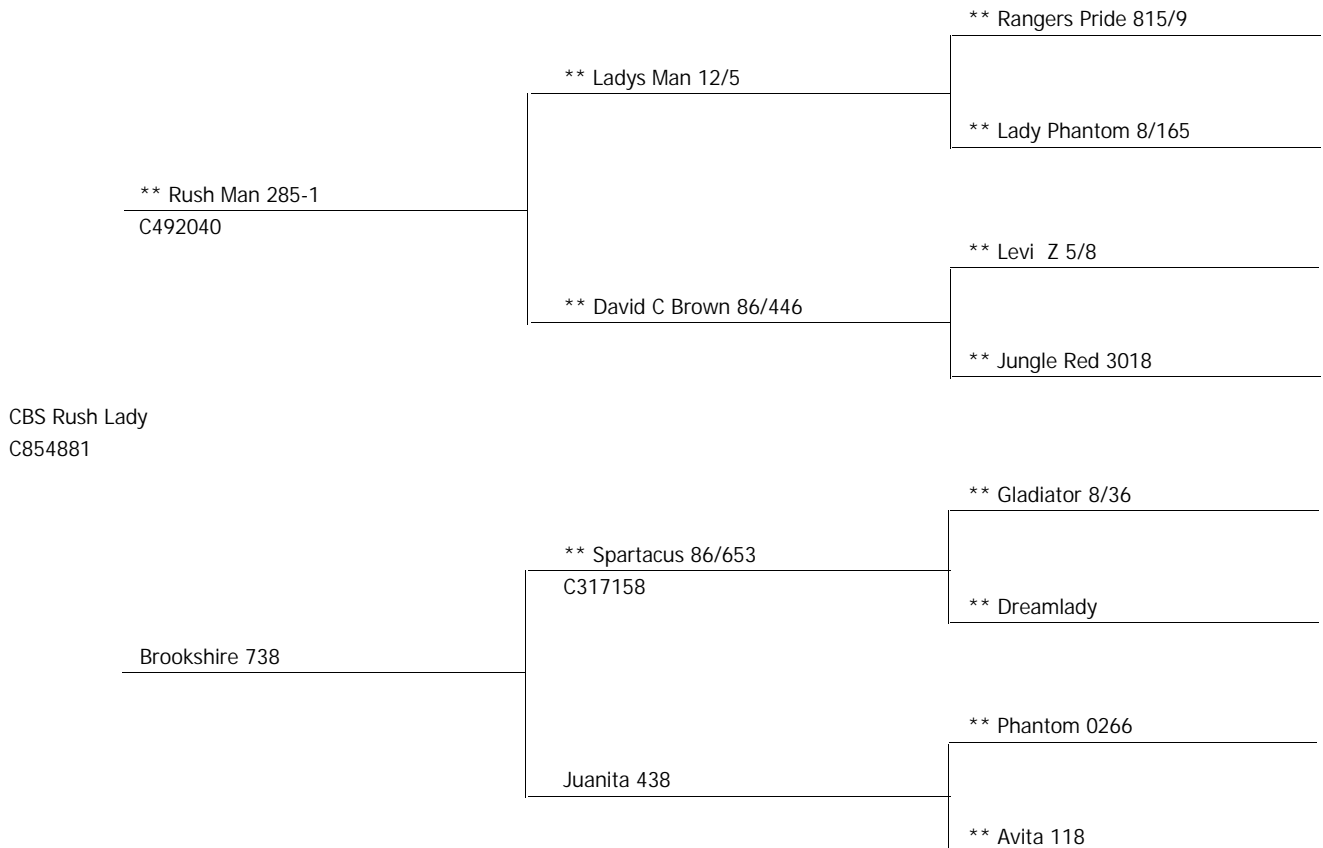 ** Rangers Pride 815/9
** Ladys Man 12/5
** Lady Phantom 8/165
** Rush Man 285-1
C492040
** Levi  Z 5/8
** David C Brown 86/446
** Jungle Red 3018
CBS Rush Lady
C854881
** Gladiator 8/36
** Spartacus 86/653
C317158
** Dreamlady
Brookshire 738
** Phantom 0266
Juanita 438
** Avita 118